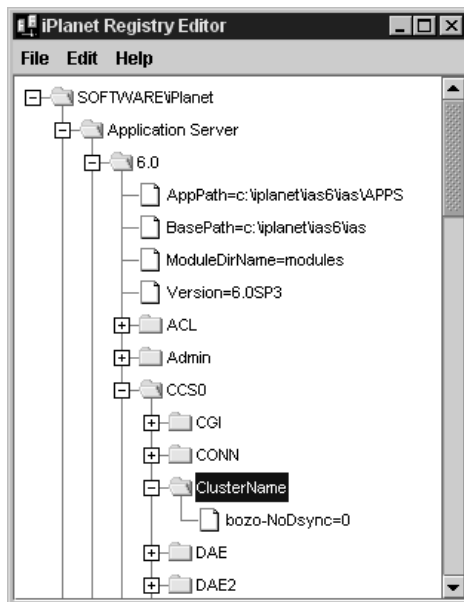 iPlanet Registry Editor
File Edit Help
SOFTWARE\iPlanet
Application Server
6.0
AppPath=c:\iplanet\ias6\ias\APPS
BasePath=c:\iplanet\ias6\ias
ModuleDirName=modules
Version=6.0SP3
ACL
Admin
CCS0
CGI
CONN
ClusterName
bozo-NoDsync=0
DAE
DAE2